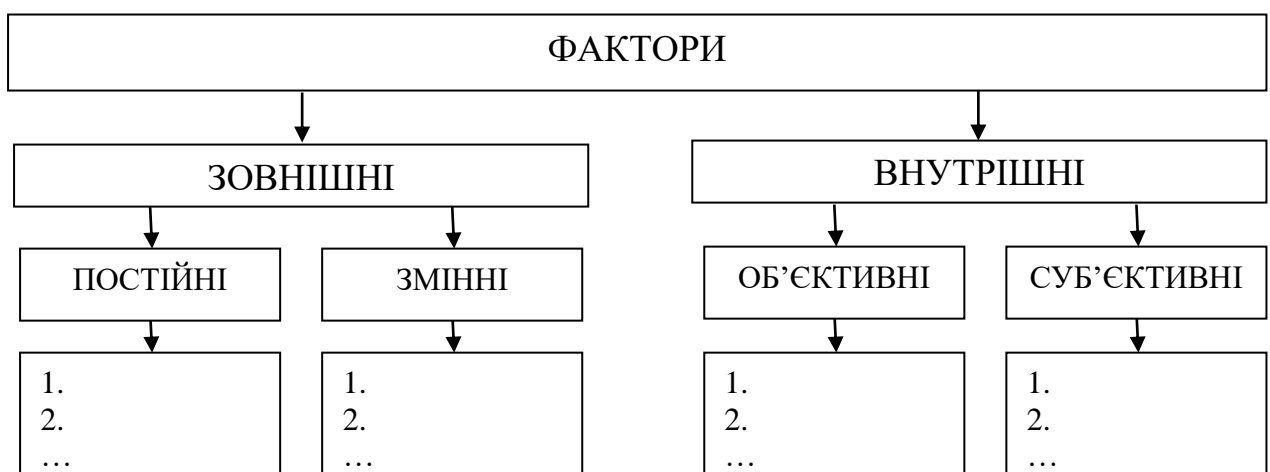 ФАКТОРИ
ЗОВНІШНІ
ВНУТРІШНІ
ПОСТІЙНІ
ЗМІННІ
ОБ’ЄКТИВНІ
СУБ’ЄКТИВНІ
1.
2.
…
1.
2.
…
1.
2.
…
1.
2.
…